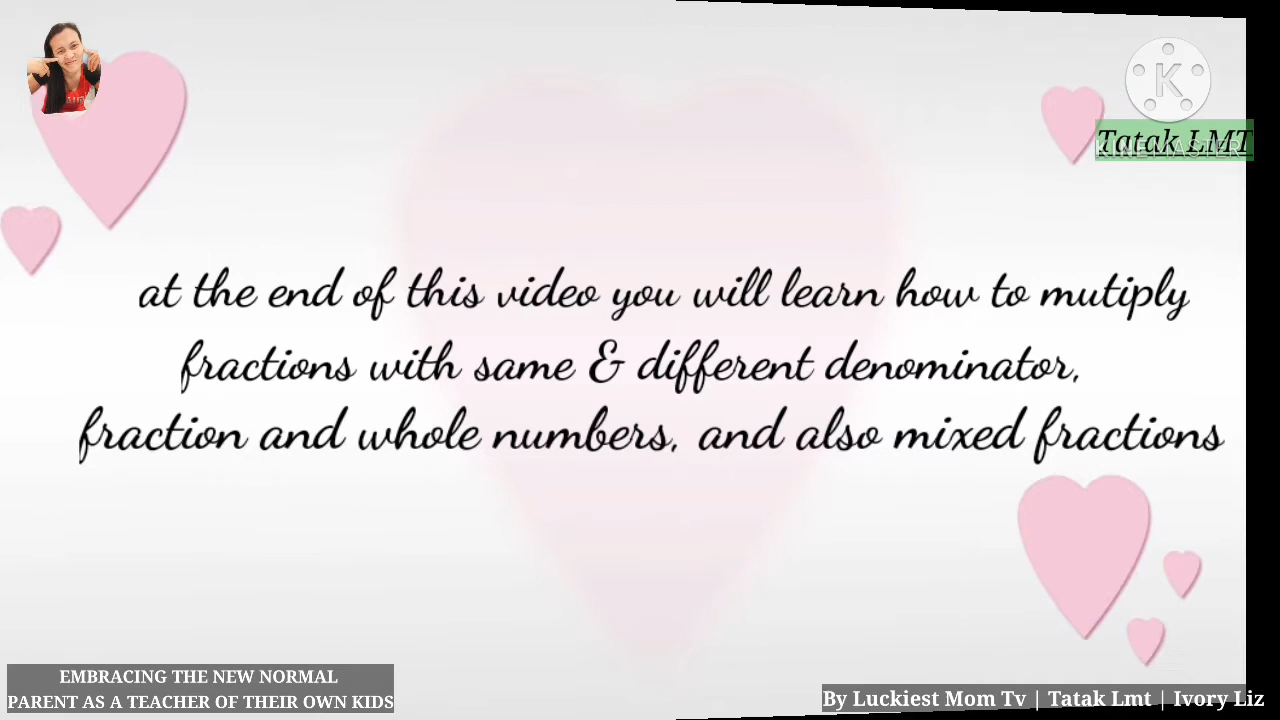 K
Tatak LMT
KINEMASTER
at the end of this video you will learn how to mutiply
fractions with same & different denominator,
fraction and whole numbers, and also mixed fractions
EMBRACING THE NEW NORMAL
PARENT AS A TEACHER OF THEIR OWN KIDS
By Luckiest Mom Tv | Tatak Lmt | Ivory Liz